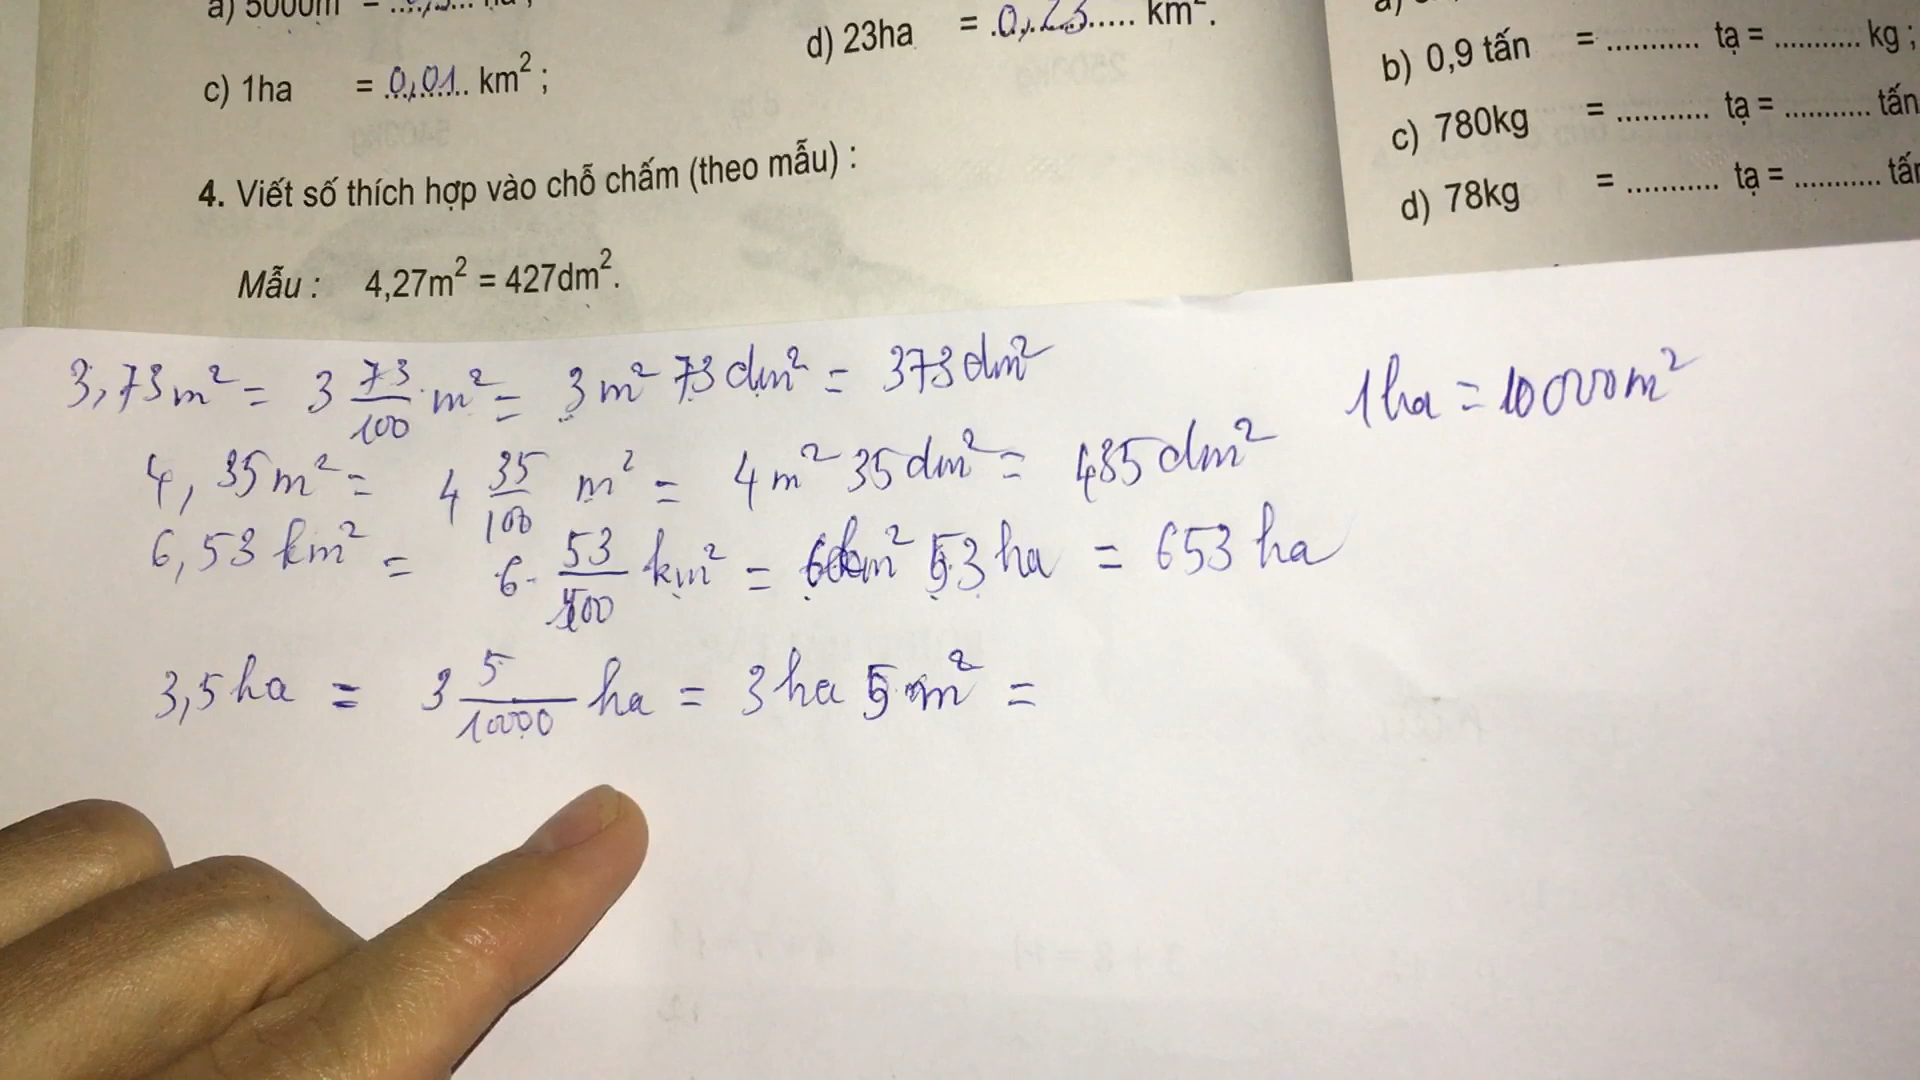 a) 5000m = ......... ha ;
c) 1ha = 0,01 km² ;
d) 23ha = 0,23 km².
4. Viết số thích hợp vào chỗ chấm (theo mẫu) :
Mẫu : 4,27m² = 427dm².
b) 0,9 tấn = ........... tạ = ........... kg ;
c) 780kg = ........... tạ = ........... tấn
d) 78kg = ........... tạ = ........... tấn
3,73m² = 3 73/100 m² = 3m² 73dm² = 373dm²
4,35m² = 4 35/100 m² = 4m² 35dm² = 435dm²
6,53km² = 6 53/100 km² = 6km² 53ha = 653ha
3,5ha = 3 5/10000 ha = 3ha 5m² =
1ha = 10000m²